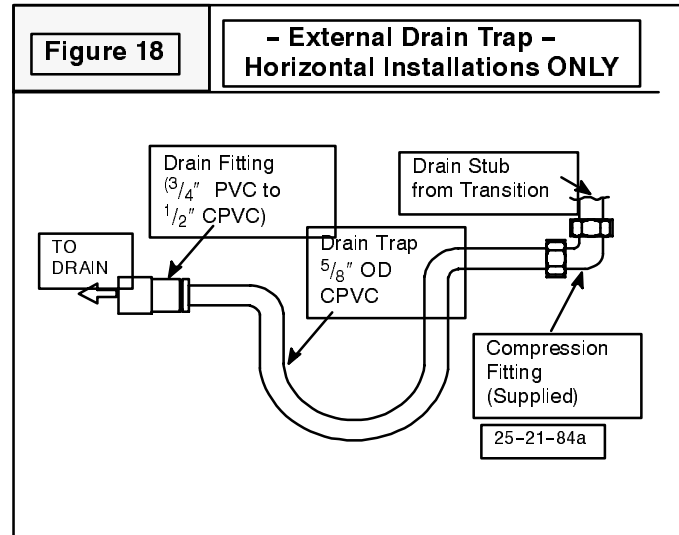 Figure 18
– External Drain Trap –
Horizontal Installations ONLY
Drain Fitting
(3/4" PVC to
1/2" CPVC)
Drain Stub
from Transition
TO
DRAIN
Drain Trap
5/8" OD
CPVC
Compression
Fitting
(Supplied)
25–21–84a